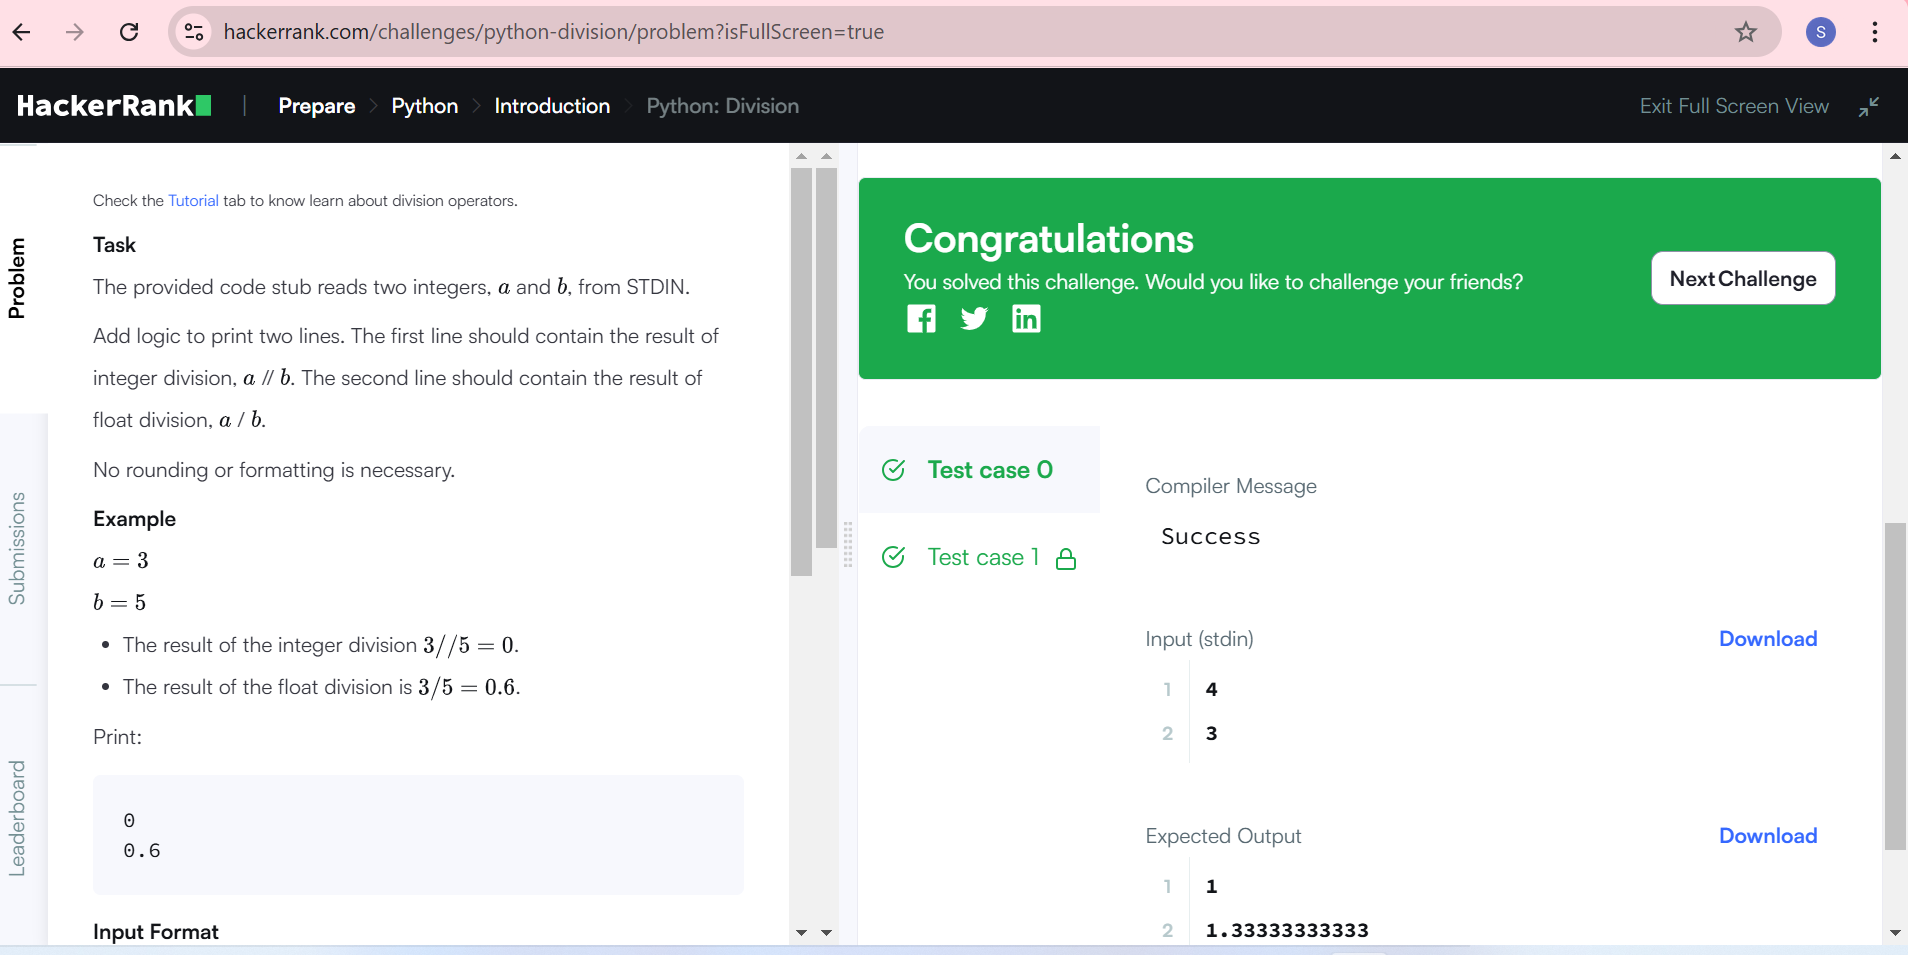 hackerrank.com/challenges/python-division/problem?isFullScreen=true
S
HackerRank
Prepare > Python > Introduction > Python: Division
Exit Full Screen View
Problem
Submissions
Leaderboard
Check the Tutorial tab to know learn about division operators.
Task
The provided code stub reads two integers, a and b, from STDIN.
Add logic to print two lines. The first line should contain the result of
integer division, a // b. The second line should contain the result of
float division, a / b.
No rounding or formatting is necessary.
Example
a = 3
b = 5
• The result of the integer division 3//5 = 0.
• The result of the float division is 3/5 = 0.6.
Print:
0
0.6
Input Format
Congratulations
You solved this challenge. Would you like to challenge your friends?
Next Challenge
Test case 0
Test case 1
Compiler Message
Success
Input (stdin)
Download
1 4
2 3
Expected Output
Download
1 1
2 1.33333333333